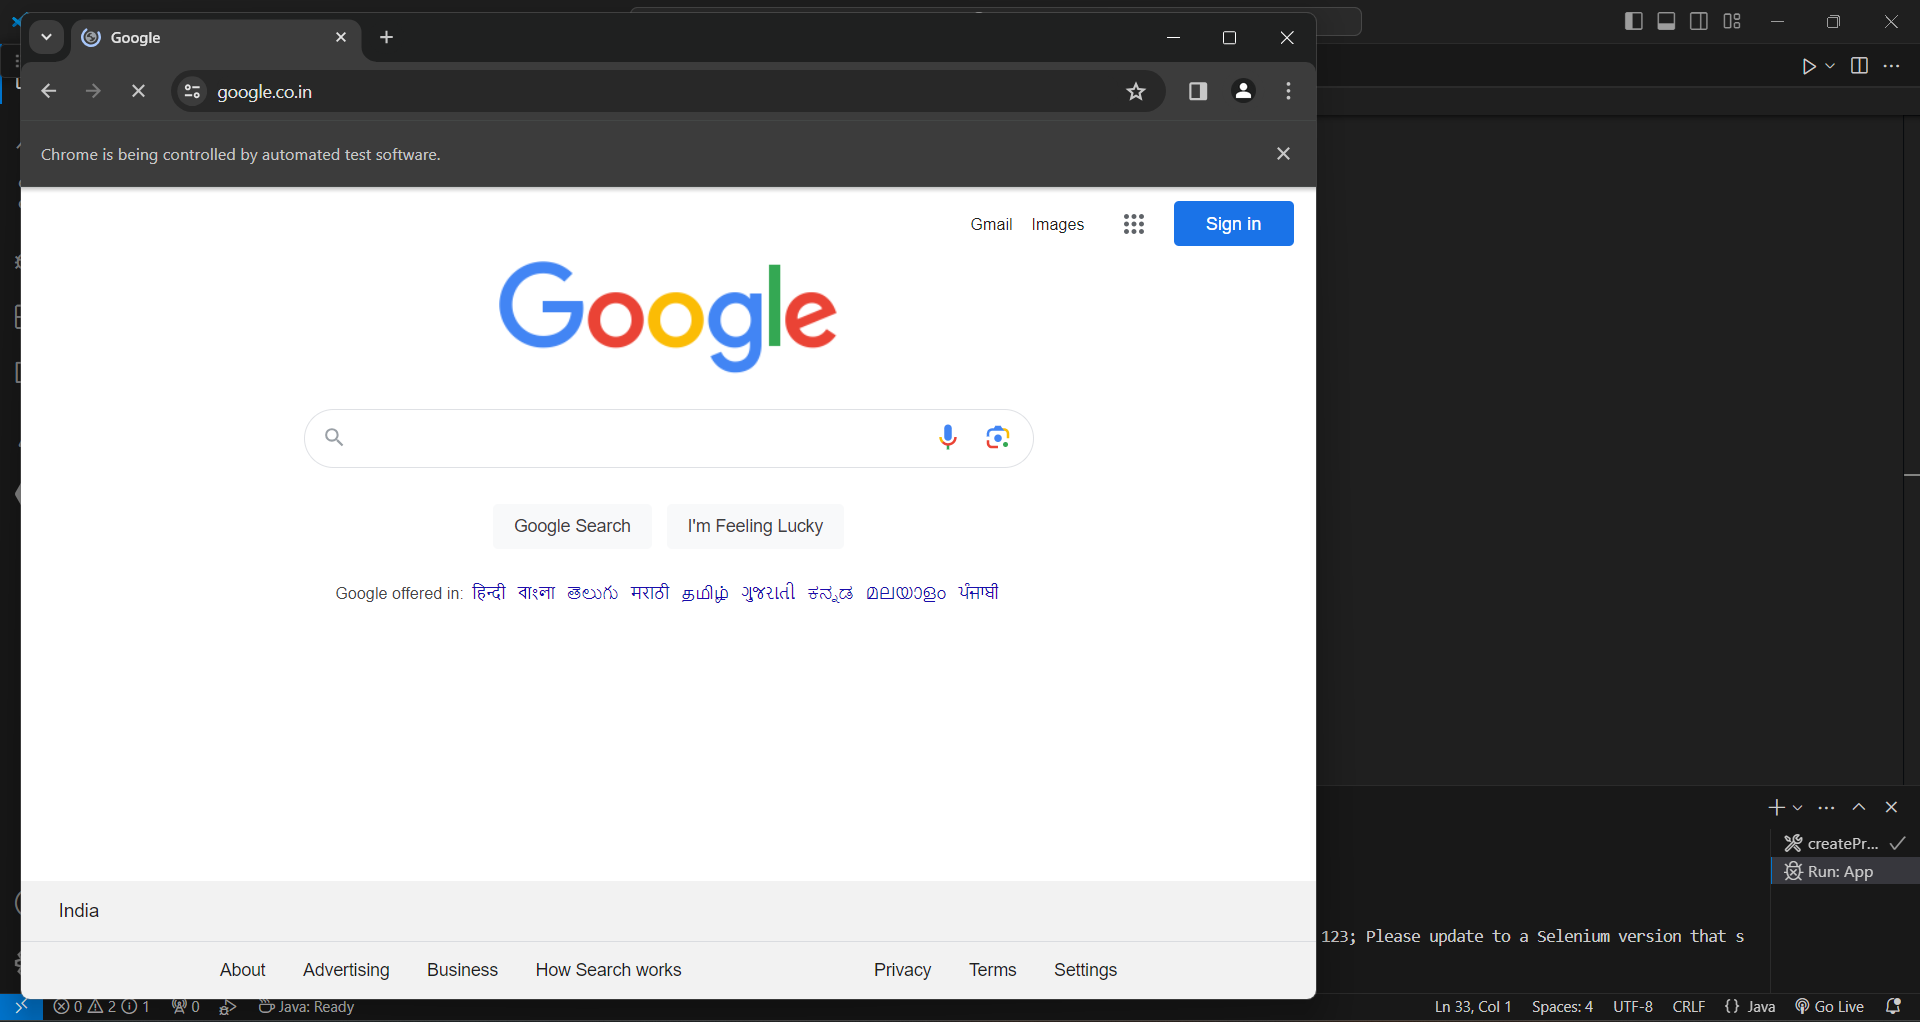 Google
google.co.in
Chrome is being controlled by automated test software.
Gmail Images Sign in
Google
Google Search I'm Feeling Lucky
Google offered in: हिन्दी বাংলা తెలుగు मराठी தமிழ் ગુજરાતી ಕನ್ನಡ മലയാളം ਪੰਜਾਬੀ
India
About Advertising Business How Search works Privacy Terms Settings
createPr...
Run: App
123; Please update to a Selenium version that s
0 2 1 0 Java: Ready Ln 33, Col 1 Spaces: 4 UTF-8 CRLF {} Java Go Live